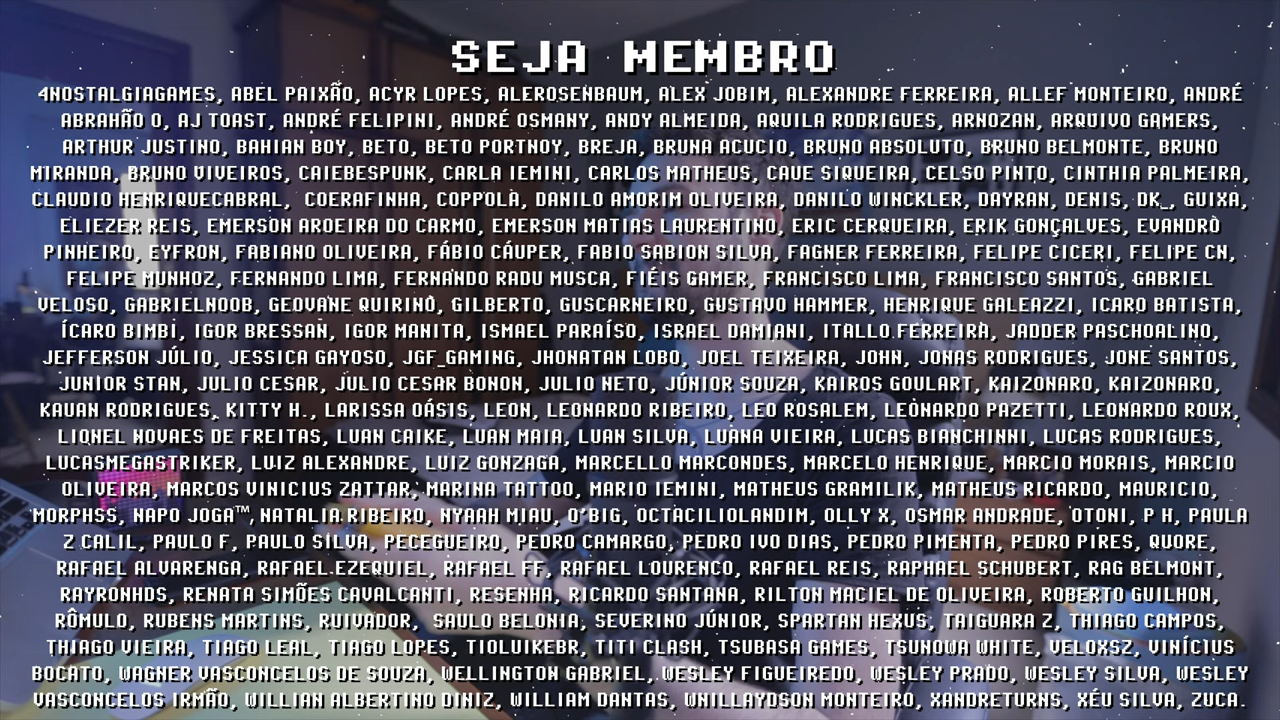 SEJA MEMBRO
4NOSTALGIAGAMES, ABEL PAIXÃO, ACYR LOPES, ALEROSENBAUM, ALEX JOBIM, ALEXANDRE FERREIRA, ALLEF MONTEIRO, ANDRÉ
ABRAHÃO O, AJ TOAST, ANDRÉ FELIPINI, ANDRÉ OSMANY, ANDY ALMEIDA, AQUILA RODRIGUES, ARNOZAN, ARQUIVO GAMERS,
ARTHUR JUSTINO, BAHIAN BOY, BETO, BETO PORTNOY, BREJA, BRUNA ACUCIO, BRUNO ABSOLUTO, BRUNO BELMONTE, BRUNO
MIRANDA, BRUNO VIVEIROS, CAIEBESPUNK, CARLA IEMINI, CARLOS MATHEUS, CAUE SIQUEIRA, CELSO PINTO, CINTHIA PALMEIRA,
CLAUDIO HENRIQUECABRAL, COERAFINHA, COPPOLA, DANILO AMORIM OLIVEIRA, DANILO WINCKLER, DAYRAN, DENIS, DK_, GUIXA,
ELIEZER REIS, EMERSON AROEIRA DO CARMO, EMERSON MATIAS LAURENTINO, ERIC CERQUEIRA, ERIK GONÇALVES, EVANDRO
PINHEIRO, EYFRON, FABIANO OLIVEIRA, FÁBIO CÁUPER, FABIO SABION SILVA, FAGNER FERREIRA, FELIPE CICERI, FELIPE CN,
FELIPE MUNHOZ, FERNANDO LIMA, FERNANDO RADU MUSCA, FIÉIS GAMER, FRANCISCO LIMA, FRANCISCO SANTOS, GABRIEL
VELOSO, GABRIELNOOB, GEOVANE QUIRINO, GILBERTO, GUSCARNEIRO, GUSTAVO HAMMER, HENRIQUE GALEAZZI, ICARO BATISTA,
ÍCARO BIMBI, IGOR BRESSAN, IGOR MANITA, ISMAEL PARAÍSO, ISRAEL DAMIANI, ITALLO FERREIRA, JADDER PASCHOALINO,
JEFFERSON JÚLIO, JESSICA GAYOSO, JGF_GAMING, JHONATAN LOBO, JOEL TEIXEIRA, JOHN, JONAS RODRIGUES, JONE SANTOS,
JUNIOR STAN, JULIO CESAR, JULIO CESAR BONON, JULIO NETO, JÚNIOR SOUZA, KAIROS GOULART, KAIZONARO, KAIZONARO,
KAUAN RODRIGUES, KITTY H., LARISSA OÁSIS, LEON, LEONARDO RIBEIRO, LEO ROSALEM, LEONARDO PAZETTI, LEONARDO ROUX,
LIONEL NOVAES DE FREITAS, LUAN CAIKE, LUAN MAIA, LUAN SILVA, LUANA VIEIRA, LUCAS BIANCHINNI, LUCAS RODRIGUES,
LUCASMEGASTRIKER, LUIZ ALEXANDRE, LUIZ GONZAGA, MARCELLO MARCONDES, MARCELO HENRIQUE, MARCIO MORAIS, MARCIO
OLIVEIRA, MARCOS VINICIUS ZATTAR, MARINA TATTOO, MARIO IEMINI, MATHEUS GRAMILIK, MATHEUS RICARDO, MAURICIO,
MORPHSS, NAPO JOGA™, NATALIA RIBEIRO, NYAAH MIAU, O'BIG, OCTACILIOLANDIM, OLLY X, OSMAR ANDRADE, OTONI, P H, PAULA
Z CALIL, PAULO F, PAULO SILVA, PECEGUEIRO, PEDRO CAMARGO, PEDRO IVO DIAS, PEDRO PIMENTA, PEDRO PIRES, QUORE,
RAFAEL ALVARENGA, RAFAEL EZEQUIEL, RAFAEL FF, RAFAEL LOURENCO, RAFAEL REIS, RAPHAEL SCHUBERT, RAG BELMONT,
RAYRONHDS, RENATA SIMÕES CAVALCANTI, RESENHA, RICARDO SANTANA, RILTON MACIEL DE OLIVEIRA, ROBERTO GUILHON,
RÔMULO, RUBENS MARTINS, RUIVADOR, SAULO BELONIA, SEVERINO JÚNIOR, SPARTAN HEXUS, TAIGUARA Z, THIAGO CAMPOS,
THIAGO VIEIRA, TIAGO LEAL, TIAGO LOPES, TIOLUIKEBR, TITI CLASH, TSUBASA GAMES, TSUNOWA WHITE, VELOXSZ, VINÍCIUS
BOCATO, WAGNER VASCONCELOS DE SOUZA, WELLINGTON GABRIEL, WESLEY FIGUEIREDO, WESLEY PRADO, WESLEY SILVA, WESLEY
VASCONCELOS IRMÃO, WILLIAN ALBERTINO DINIZ, WILLIAM DANTAS, WNILLAYDSON MONTEIRO, XANDRETURNS, XÉU SILVA, ZUCA.